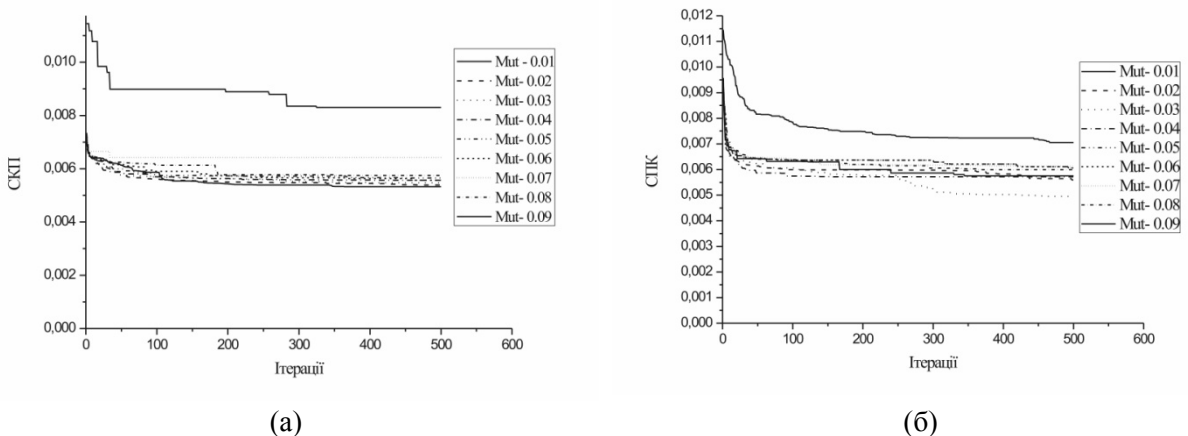 0,010
0,008
0,006
0,004
0,002
0,000
СКП
0
100
200
300
400
500
600
Ітерації
Mut - 0.01
Mut- 0.02
Mut- 0.03
Mut- 0.04
Mut- 0.05
Mut- 0.06
Mut- 0.07
Mut- 0.08
Mut- 0.09
(а)
0,012
0,011
0,010
0,009
0,008
0,007
0,006
0,005
0,004
0,003
0,002
0,001
0,000
СПК
0
100
200
300
400
500
600
Ітерації
Mut- 0.01
Mut- 0.02
Mut- 0.03
Mut- 0.04
Mut- 0.05
Mut- 0.06
Mut- 0.07
Mut- 0.08
Mut- 0.09
(б)